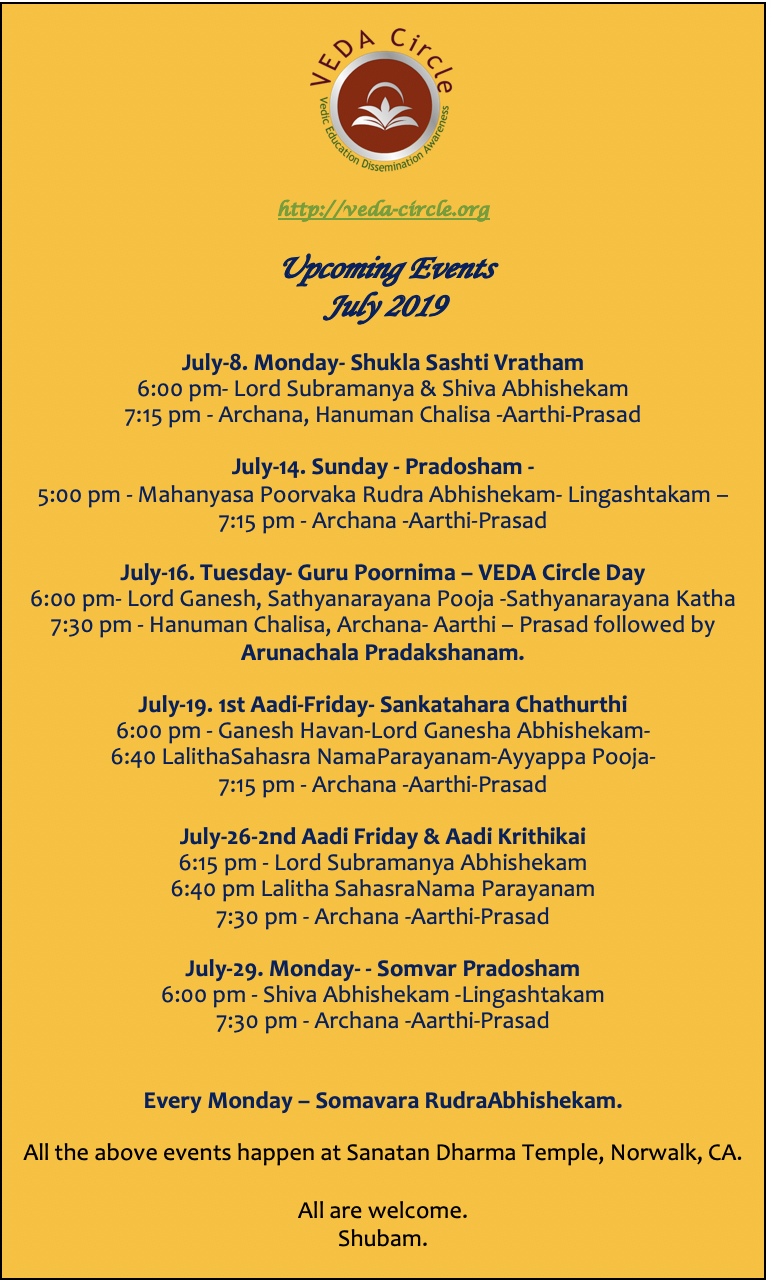 VEDA Circle
Vedic Education Dissemination Awareness
http://veda-circle.org
Upcoming Events
July 2019
July-8. Monday- Shukla Sashti Vratham
6:00 pm- Lord Subramanya & Shiva Abhishekam
7:15 pm - Archana, Hanuman Chalisa -Aarthi-Prasad
July-14. Sunday - Pradosham -
5:00 pm - Mahanyasa Poorvaka Rudra Abhishekam- Lingashtakam –
7:15 pm - Archana -Aarthi-Prasad
July-16. Tuesday- Guru Poornima – VEDA Circle Day
6:00 pm- Lord Ganesh, Sathyanarayana Pooja -Sathyanarayana Katha
7:30 pm - Hanuman Chalisa, Archana- Aarthi – Prasad followed by
Arunachala Pradakshanam.
July-19. 1st Aadi-Friday- Sankatahara Chathurthi
6:00 pm - Ganesh Havan-Lord Ganesha Abhishekam-
6:40 LalithaSahasra NamaParayanam-Ayyappa Pooja-
7:15 pm - Archana -Aarthi-Prasad
July-26-2nd Aadi Friday & Aadi Krithikai
6:15 pm - Lord Subramanya Abhishekam
6:40 pm Lalitha SahasraNama Parayanam
7:30 pm - Archana -Aarthi-Prasad
July-29. Monday- - Somvar Pradosham
6:00 pm - Shiva Abhishekam -Lingashtakam
7:30 pm - Archana -Aarthi-Prasad
Every Monday – Somavara RudraAbhishekam.
All the above events happen at Sanatan Dharma Temple, Norwalk, CA.
All are welcome.
Shubam.